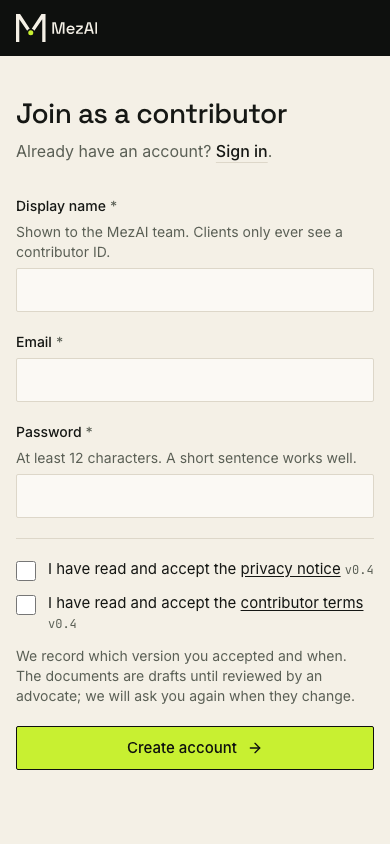 MezAI
Join as a contributor
Already have an account? Sign in.
Display name *
Shown to the MezAI team. Clients only ever see a
contributor ID.
Email *
Password *
At least 12 characters. A short sentence works well.
I have read and accept the privacy notice v0.4
I have read and accept the contributor terms
v0.4
We record which version you accepted and when.
The documents are drafts until reviewed by an
advocate; we will ask you again when they change.
Create account →